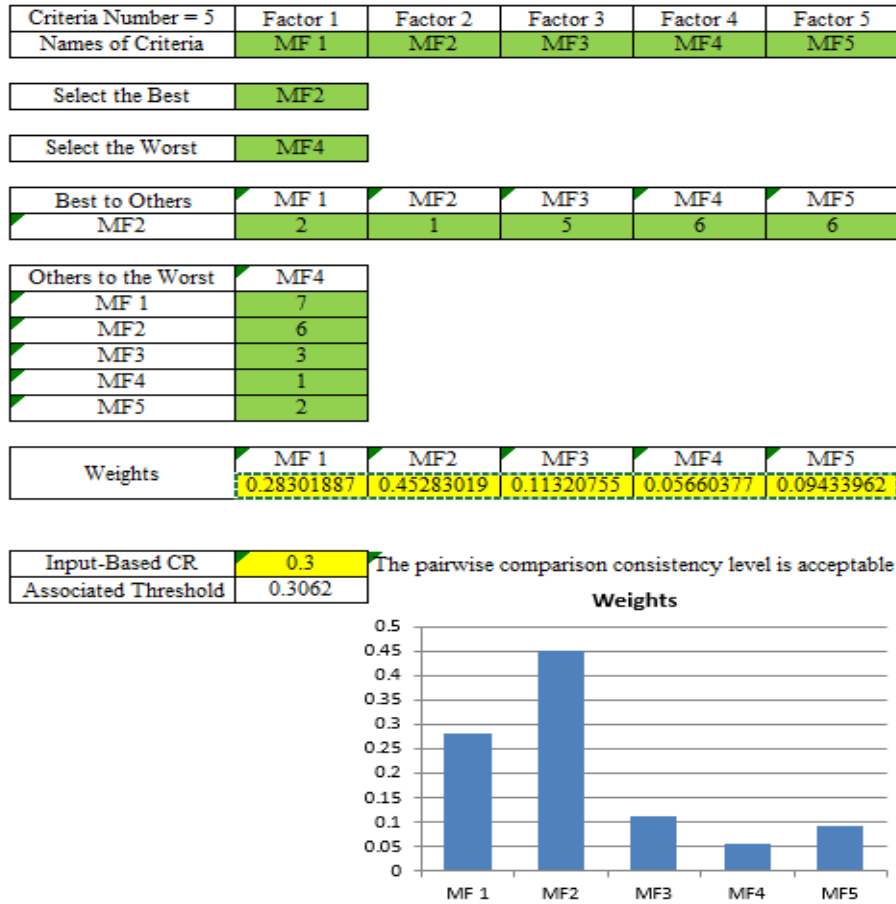 Criteria Number = 5 Factor 1 Factor 2 Factor 3 Factor 4 Factor 5
Names of Criteria MF 1 MF2 MF3 MF4 MF5
Select the Best MF2
Select the Worst MF4
Best to Others MF 1 MF2 MF3 MF4 MF5
MF2 2 1 5 6 6
Others to the Worst MF4
MF 1 7
MF2 6
MF3 3
MF4 1
MF5 2
Weights MF 1 MF2 MF3 MF4 MF5
0.28301887 0.45283019 0.11320755 0.05660377 0.09433962
Input-Based CR 0.3 The pairwise comparison consistency level is acceptable
Associated Threshold 0.3062
Weights
0.5
0.45
0.4
0.35
0.3
0.25
0.2
0.15
0.1
0.05
0
MF 1 MF2 MF3 MF4 MF5